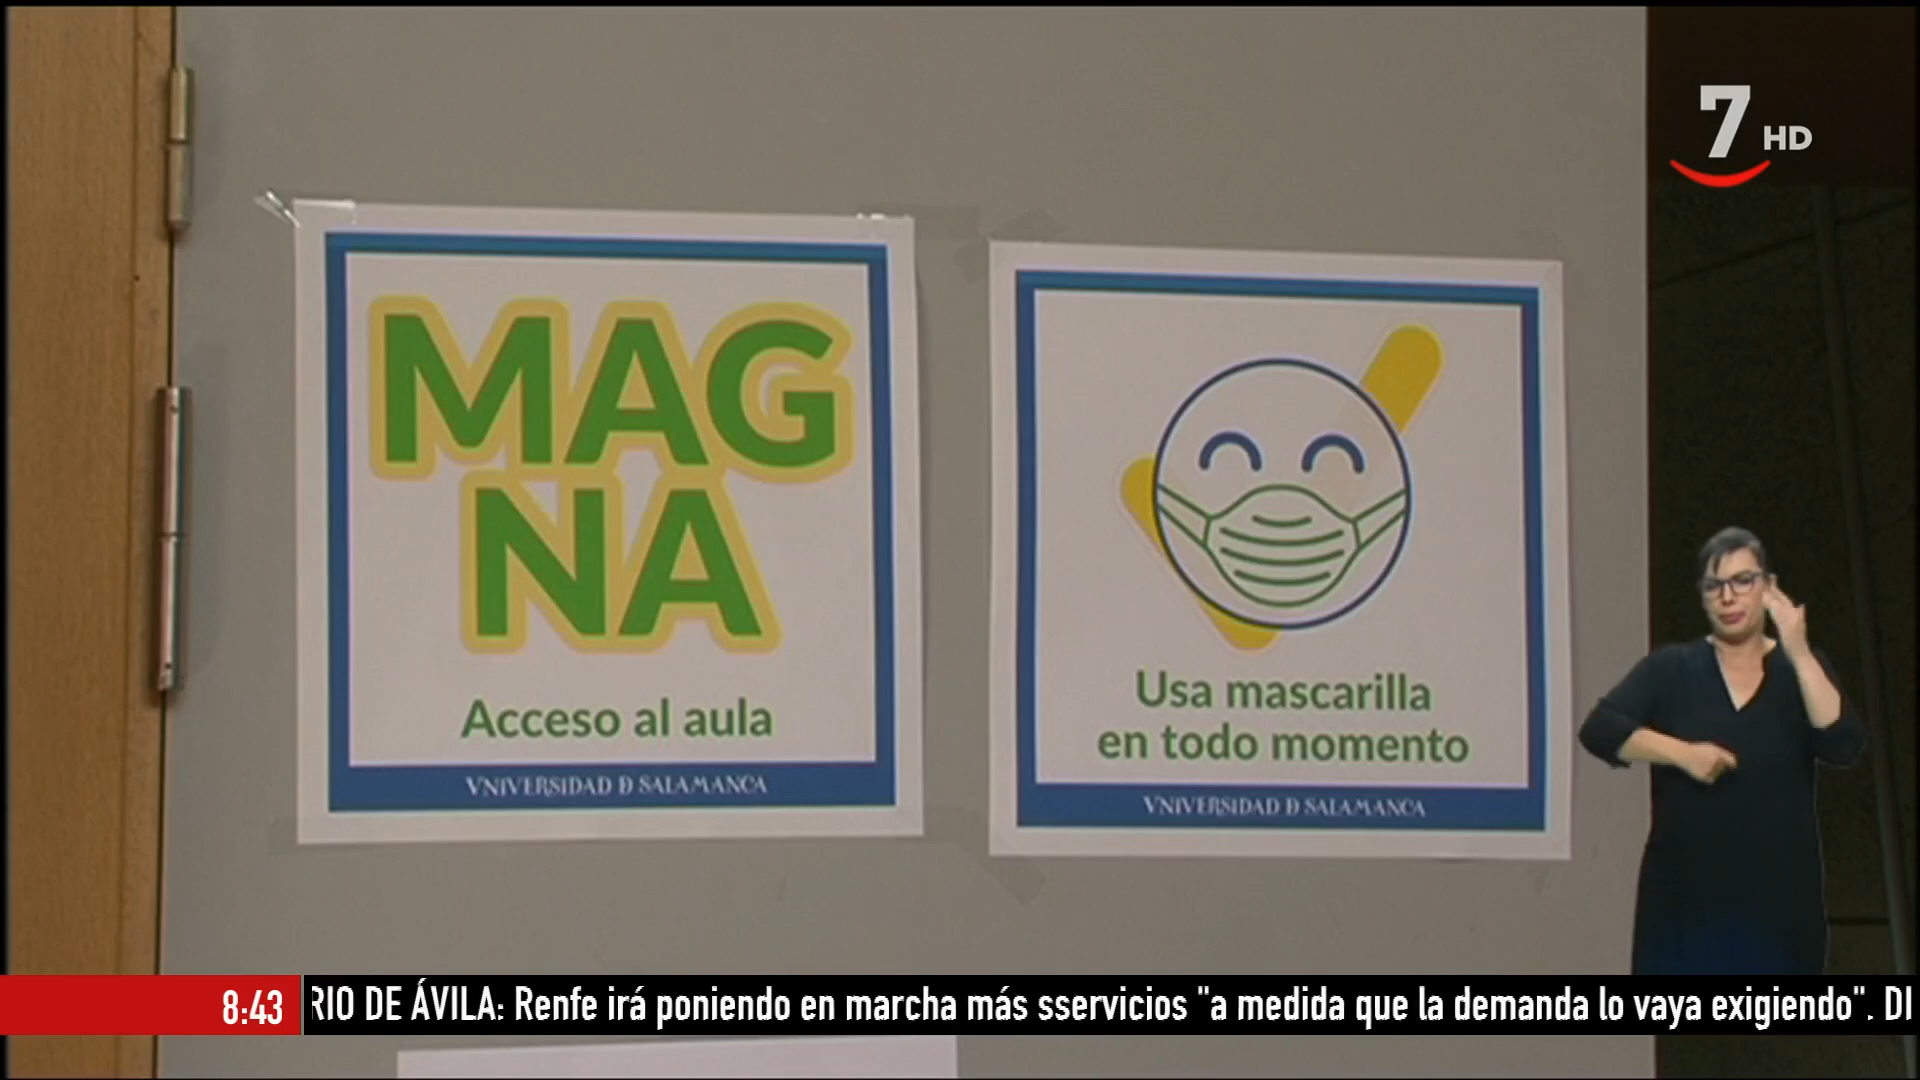 7 HD
MAG
NA
Acceso al aula
VNIVERSIDAD D SALAMANCA
Usa mascarilla
en todo momento
VNIVERSIDAD D SALAMANCA
8:43
RIO DE ÁVILA: Renfe irá poniendo en marcha más sservicios "a medida que la demanda lo vaya exigiendo". DI